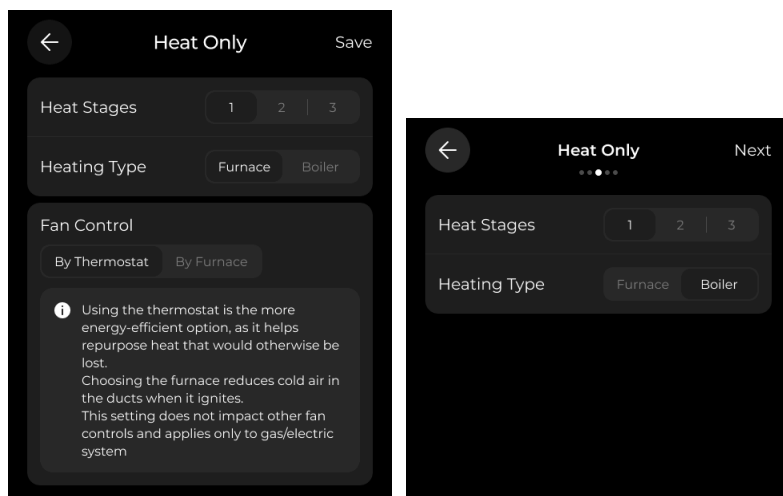 Heat Only
Save
Heat Stages
1
2
3
Heating Type
Furnace
Boiler
Fan Control
By Thermostat
By Furnace
Using the thermostat is the more
energy-efficient option, as it helps
repurpose heat that would otherwise be
lost.
Choosing the furnace reduces cold air in
the ducts when it ignites.
This setting does not impact other fan
controls and applies only to gas/electric
system
Heat Only
Next
Heat Stages
1
2
3
Heating Type
Furnace
Boiler